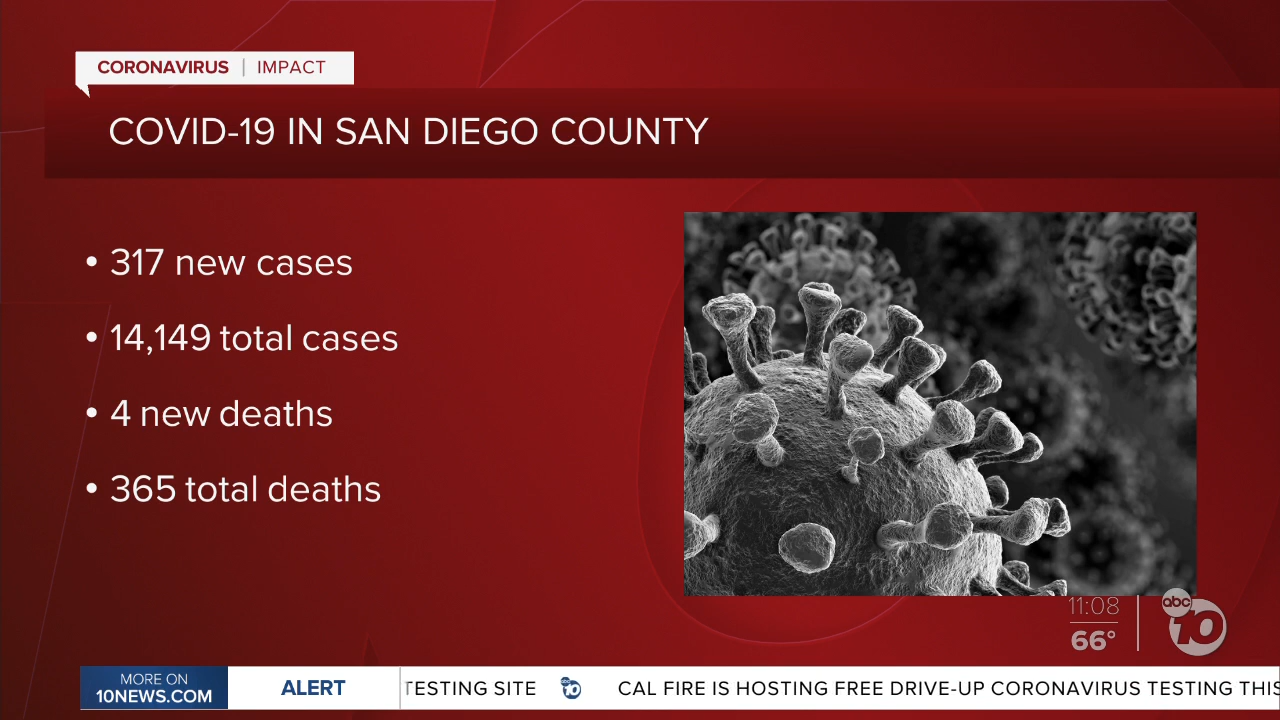 CORONAVIRUS | IMPACT
COVID-19 IN SAN DIEGO COUNTY
• 317 new cases
• 14,149 total cases
• 4 new deaths
• 365 total deaths
11:08
66°
abc 10
MORE ON
10NEWS.COM
ALERT
TESTING SITE abc 10 CAL FIRE IS HOSTING FREE DRIVE-UP CORONAVIRUS TESTING THIS